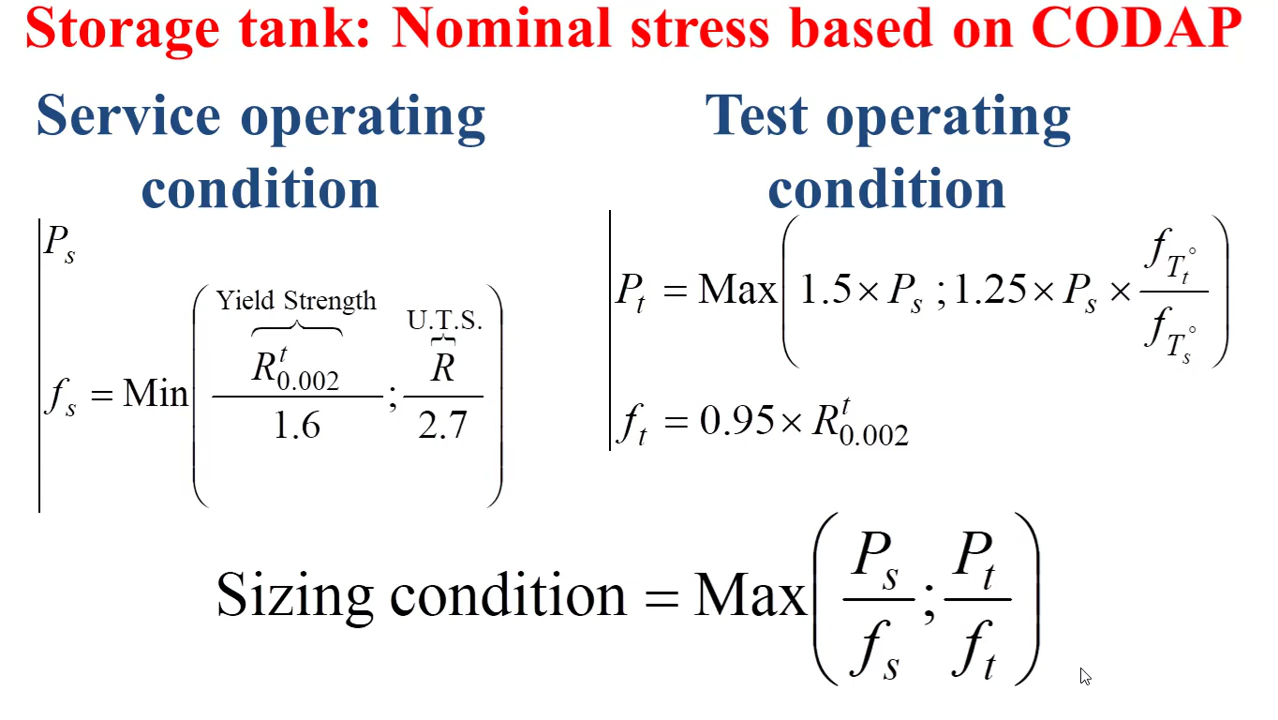 Storage tank: Nominal stress based on CODAP
Service operating
condition
P_s
f_s = Min( Yield Strength R^t_0.002 / 1.6 ; U.T.S. R / 2.7 )
Test operating
condition
P_t = Max( 1.5 × P_s ; 1.25 × P_s × f_{T_t°} / f_{T_s°} )
f_t = 0.95 × R^t_0.002
Sizing condition = Max( P_s / f_s ; P_t / f_t )